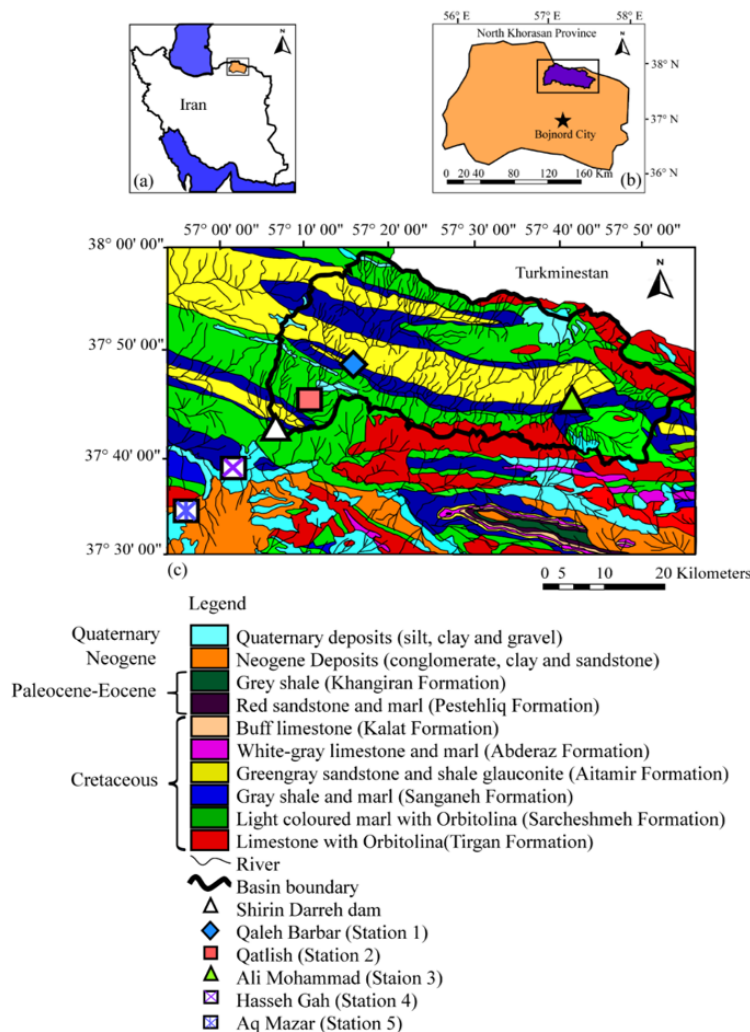 N
Iran
(a)
56° E 57° E 58° E
North Khorasan Province
N
38° N
37° N
36° N
Bojnord City
0 20 40 80 120 160 Km
(b)
57° 00' 00" 57° 10' 00" 57° 20' 00" 57° 30' 00" 57° 40' 00" 57° 50' 00"
38° 00' 00"
37° 50' 00"
37° 40' 00"
37° 30' 00"
Turkminestan
N
(c)
0 5 10 20 Kilometers
Legend
Quaternary Quaternary deposits (silt, clay and gravel)
Neogene Neogene Deposits (conglomerate, clay and sandstone)
Paleocene-Eocene Grey shale (Khangiran Formation)
Red sandstone and marl (Pestehliq Formation)
Cretaceous Buff limestone (Kalat Formation)
White-gray limestone and marl (Abderaz Formation)
Greengray sandstone and shale glauconite (Aitamir Formation)
Gray shale and marl (Sanganeh Formation)
Light coloured marl with Orbitolina (Sarcheshmeh Formation)
Limestone with Orbitolina(Tirgan Formation)
River
Basin boundary
Shirin Darreh dam
Qaleh Barbar (Station 1)
Qatlish (Station 2)
Ali Mohammad (Staion 3)
Hasseh Gah (Station 4)
Aq Mazar (Station 5)